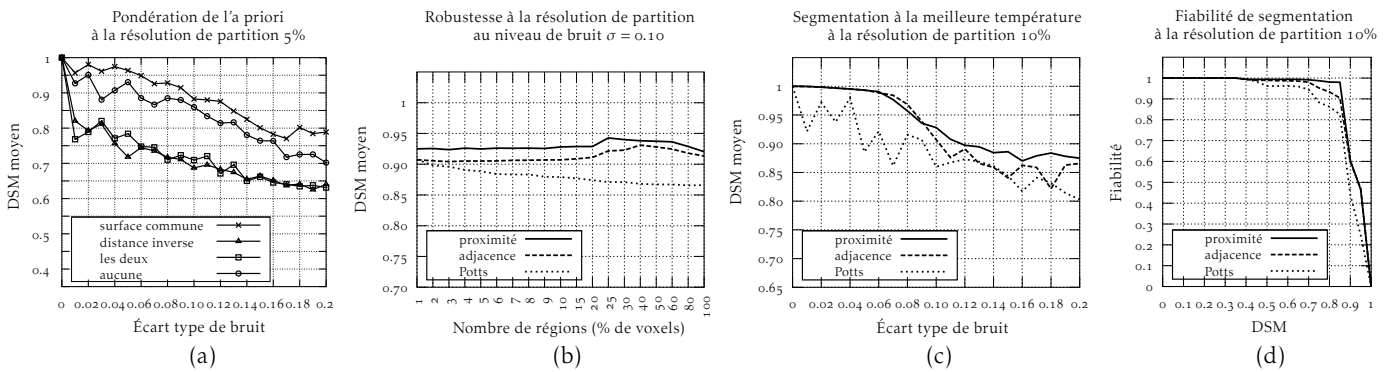 Pondération de l'a priori
à la résolution de partition 5%
DSM moyen
1
0.9
0.8
0.7
0.6
0.5
0.4
surface commune
distance inverse
les deux
aucune
0 0.02 0.04 0.06 0.08 0.10 0.12 0.14 0.16 0.18 0.2
Écart type de bruit
(a)
Robustesse à la résolution de partition
au niveau de bruit σ = 0.10
DSM moyen
1
0.95
0.90
0.85
0.80
0.75
0.70
proximité
adjacence
Potts
1 2 3 4 5 6 7 8 9 10 15 20 25 30 40 50 60 80 100
Nombre de régions (% de voxels)
(b)
Segmentation à la meilleure température
à la résolution de partition 10%
DSM moyen
1
0.95
0.90
0.85
0.80
0.75
0.70
0.65
proximité
adjacence
Potts
0 0.02 0.04 0.06 0.08 0.10 0.12 0.14 0.16 0.18 0.2
Écart type de bruit
(c)
Fiabilité de segmentation
à la résolution de partition 10%
Fiabilité
1
0.9
0.8
0.7
0.6
0.5
0.4
0.3
0.2
0.1
0
proximité
adjacence
Potts
0 0.1 0.2 0.3 0.4 0.5 0.6 0.7 0.8 0.9 1
DSM
(d)